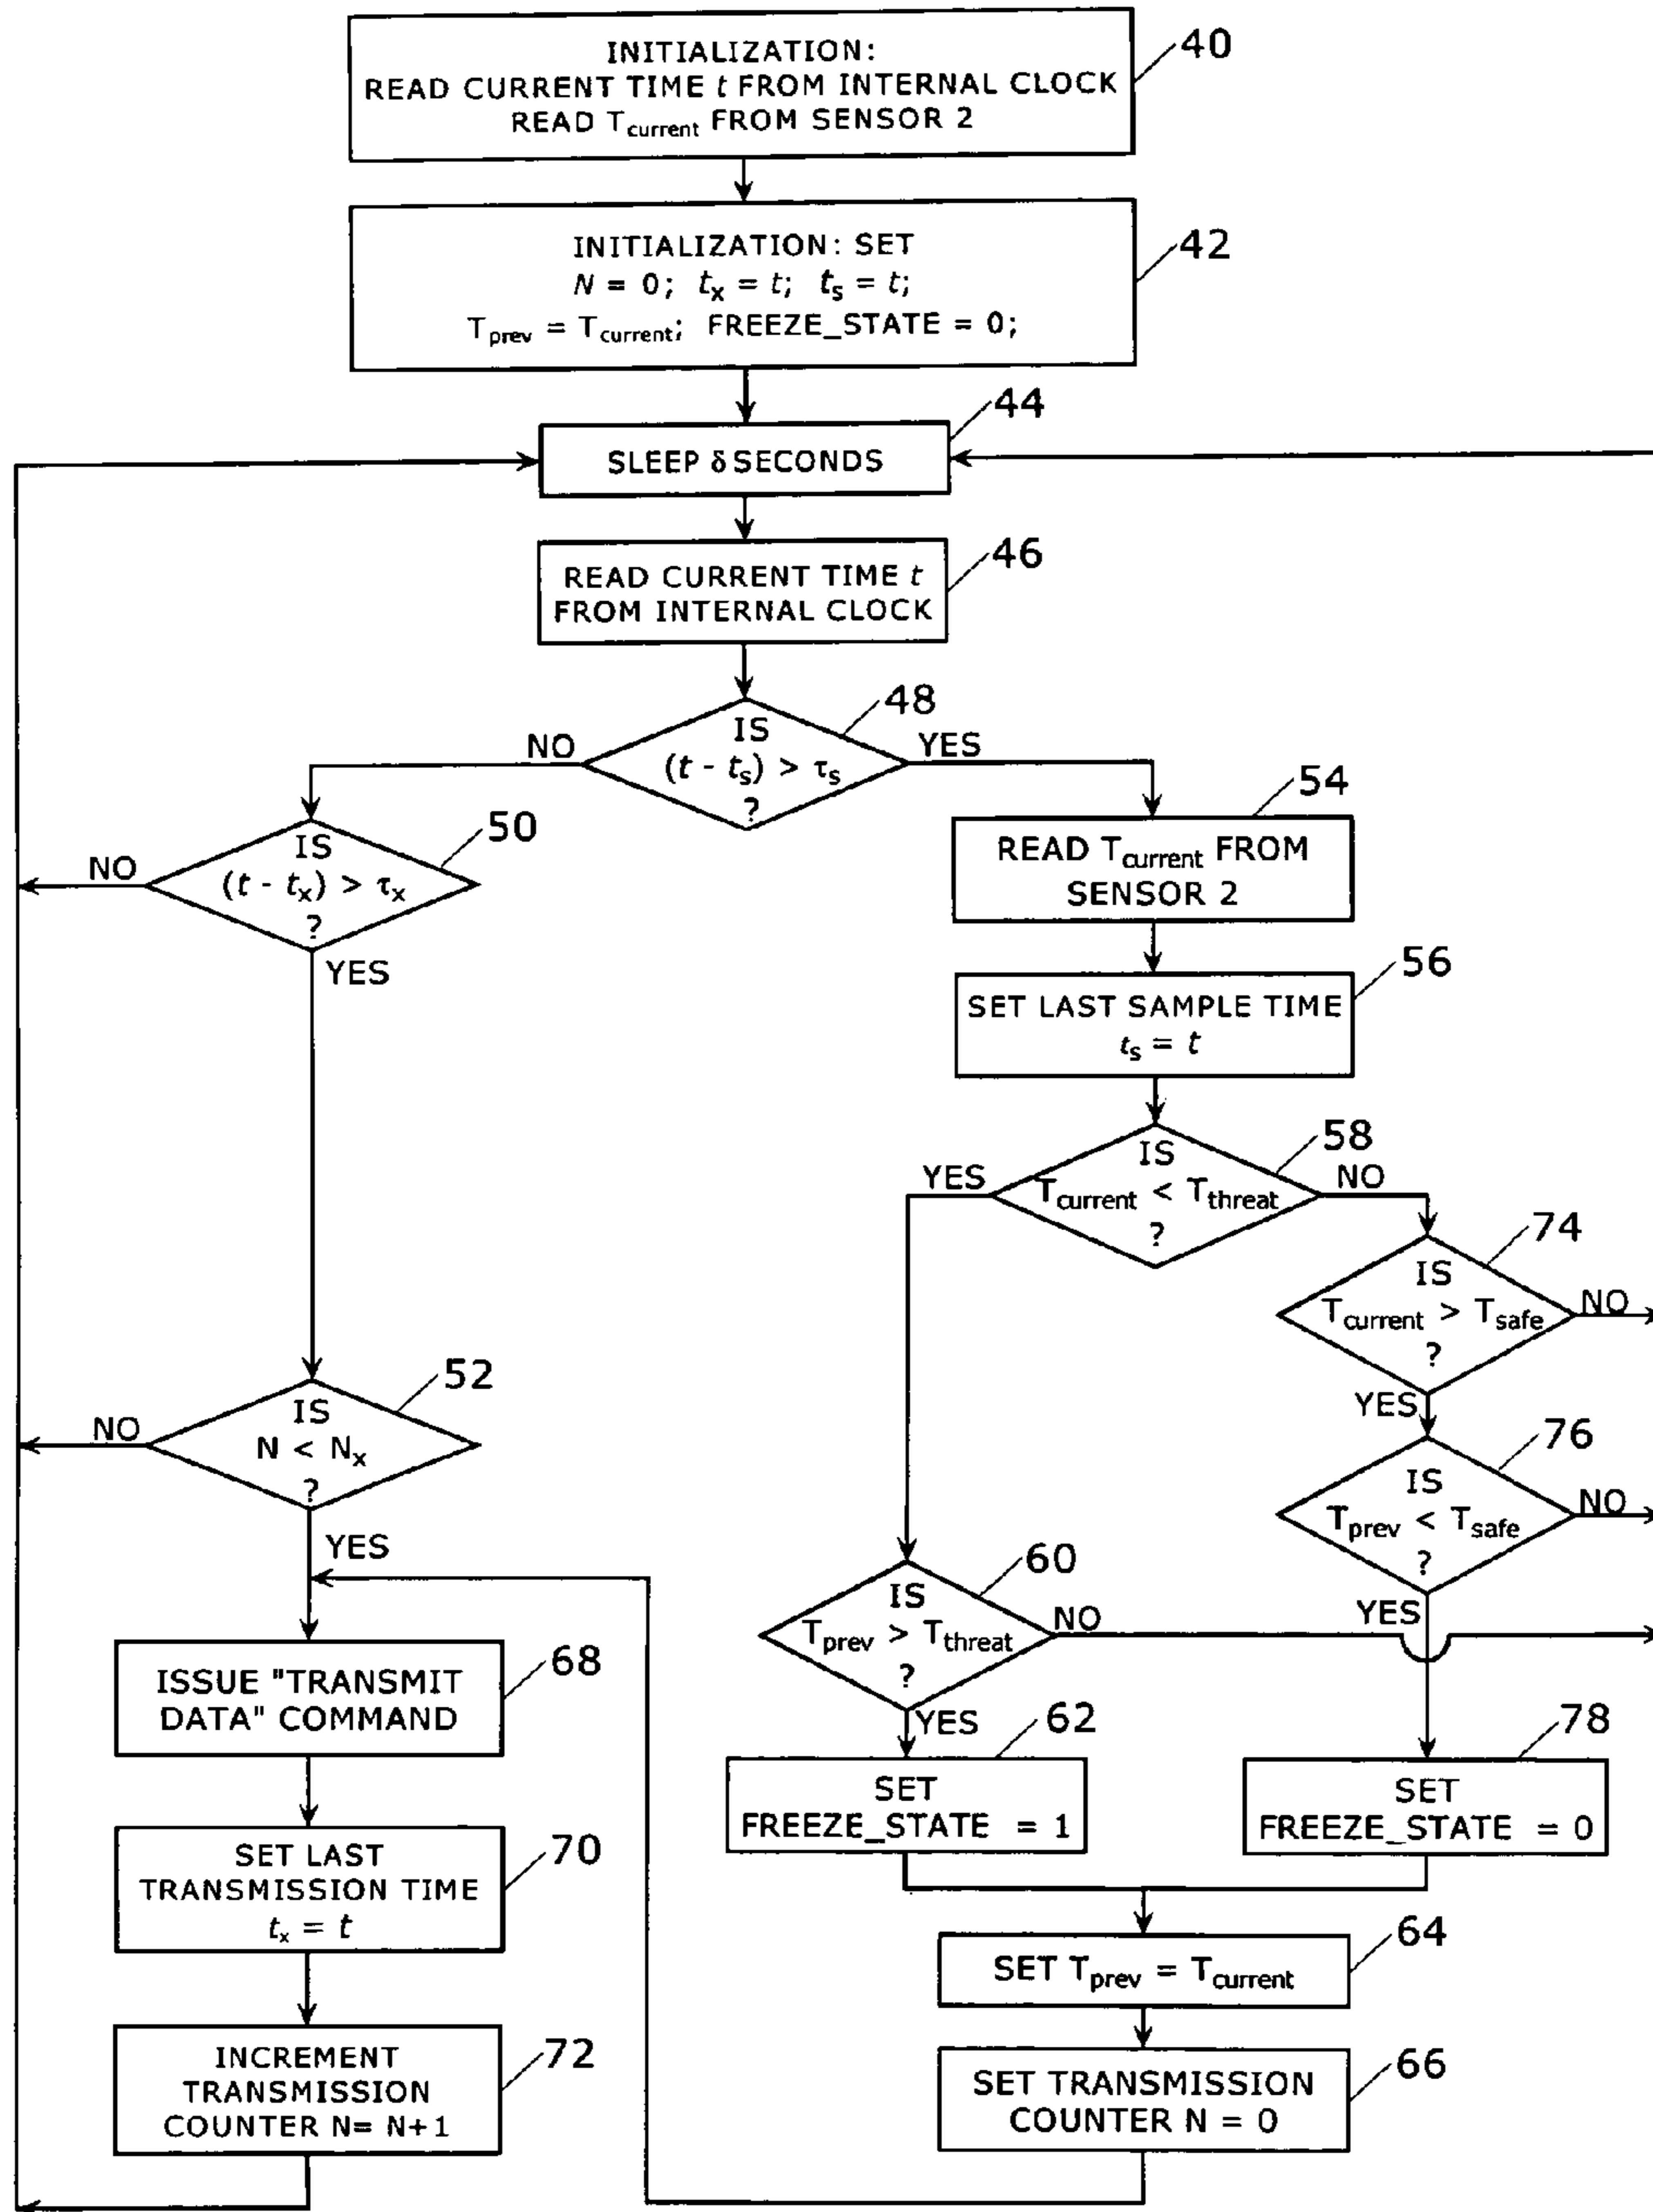 INITIALIZATION:
READ CURRENT TIME t FROM INTERNAL CLOCK
READ Tcurrent FROM SENSOR 2
40
INITIALIZATION: SET
N = 0; tx = t; ts = t;
Tprev = Tcurrent; FREEZE_STATE = 0;
42
44
SLEEP δ SECONDS
46
READ CURRENT TIME t
FROM INTERNAL CLOCK
48
IS
(t - ts) > τs
?
NO
YES
50
IS
(t - tx) > τx
?
NO
YES
54
READ Tcurrent FROM
SENSOR 2
56
SET LAST SAMPLE TIME
ts = t
58
IS
Tcurrent < Tthreat
?
YES
NO
74
IS
Tcurrent > Tsafe
?
NO
YES
52
IS
N < Nx
?
NO
YES
76
IS
Tprev < Tsafe
?
NO
YES
60
IS
Tprev > Tthreat
?
NO
YES
68
ISSUE "TRANSMIT
DATA" COMMAND
62
SET
FREEZE_STATE = 1
78
SET
FREEZE_STATE = 0
70
SET LAST
TRANSMISSION TIME
tx = t
64
SET Tprev = Tcurrent
72
INCREMENT
TRANSMISSION
COUNTER N= N+1
66
SET TRANSMISSION
COUNTER N = 0